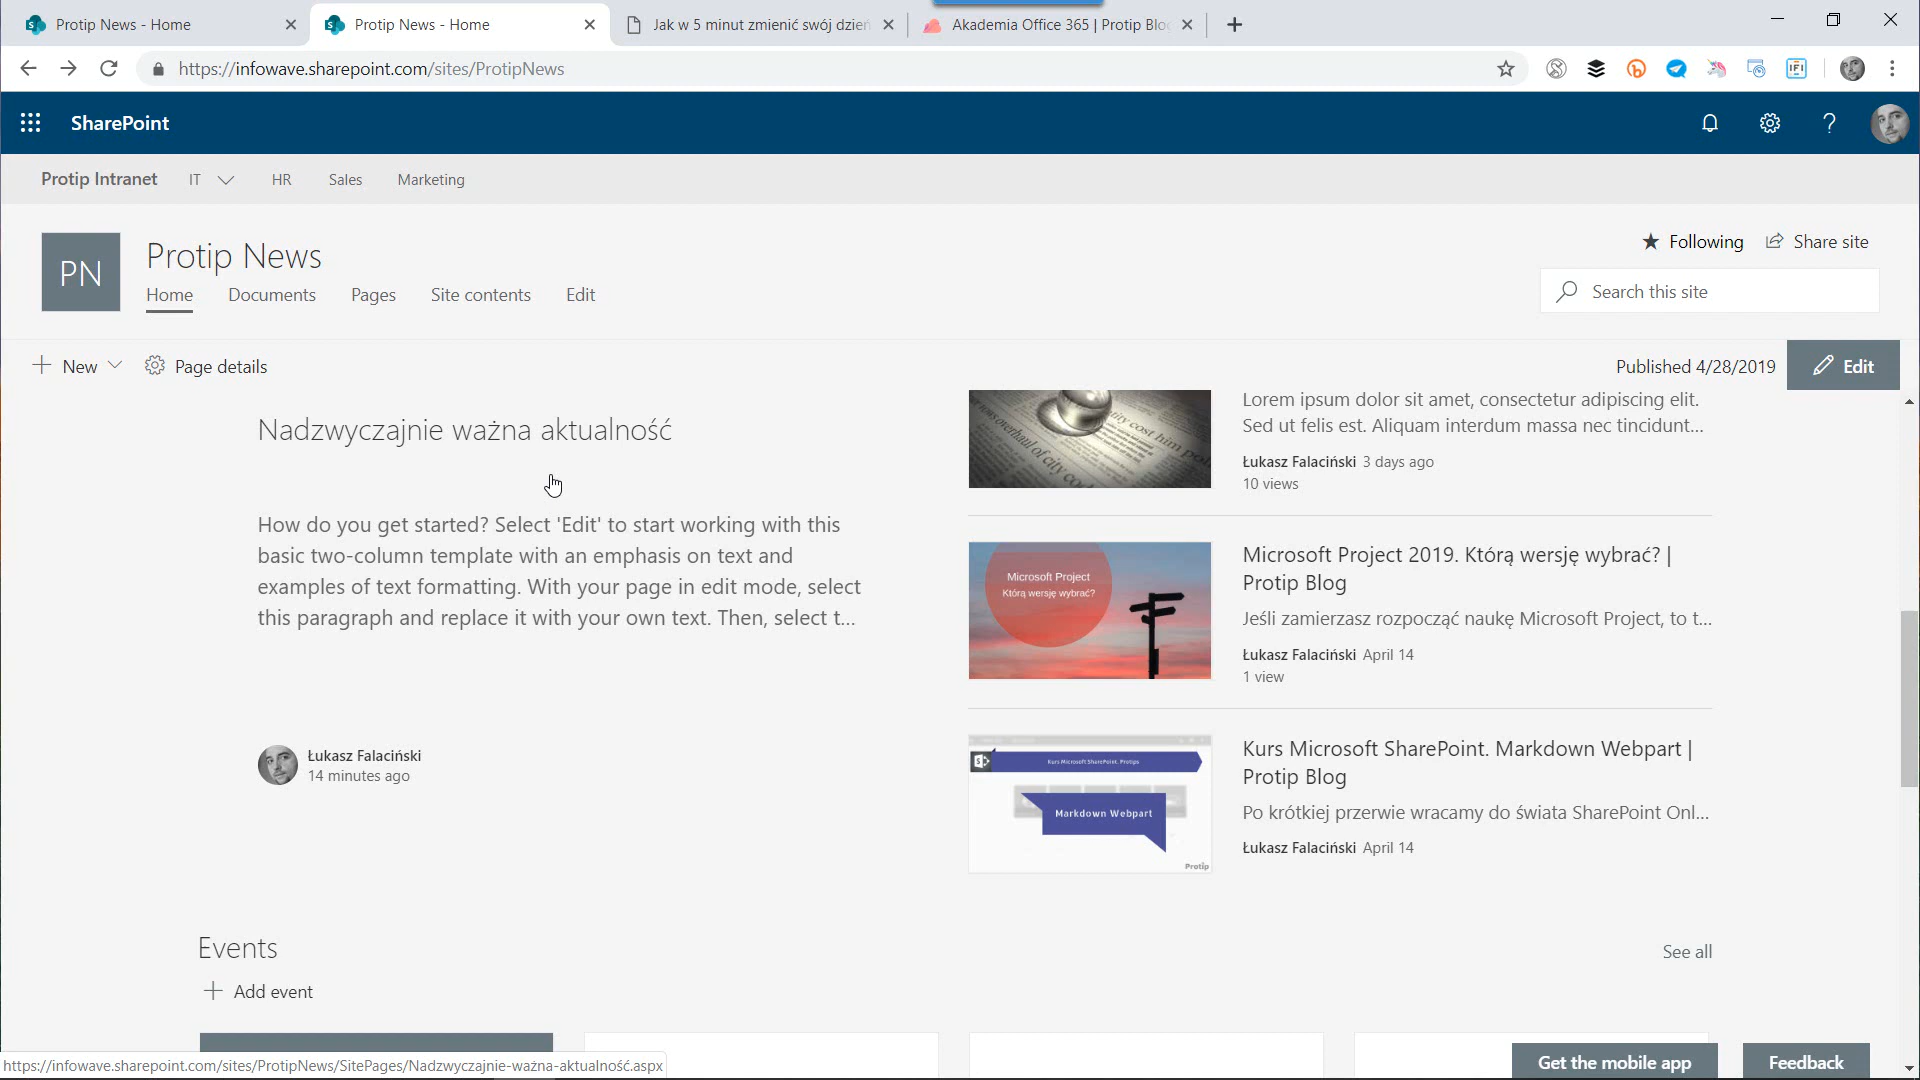 Protip News - Home
Protip News - Home
Jak w 5 minut zmienić swój dzień
Akademia Office 365 | Protip Blog
https://infowave.sharepoint.com/sites/ProtipNews
SharePoint
Protip Intranet IT HR Sales Marketing
PN
Protip News
Following Share site
Home Documents Pages Site contents Edit
Search this site
New Page details
Published 4/28/2019 Edit
Nadzwyczajnie ważna aktualność
How do you get started? Select 'Edit' to start working with this
basic two-column template with an emphasis on text and
examples of text formatting. With your page in edit mode, select
this paragraph and replace it with your own text. Then, select t...
Łukasz Falaciński
14 minutes ago
Lorem ipsum dolor sit amet, consectetur adipiscing elit.
Sed ut felis est. Aliquam interdum massa nec tincidunt...
Łukasz Falaciński 3 days ago
10 views
Microsoft Project
Którą wersję wybrać?
Microsoft Project 2019. Którą wersję wybrać? |
Protip Blog
Jeśli zamierzasz rozpocząć naukę Microsoft Project, to t...
Łukasz Falaciński April 14
1 view
Kurs Microsoft SharePoint. Protips
Markdown Webpart
Protip
Kurs Microsoft SharePoint. Markdown Webpart |
Protip Blog
Po krótkiej przerwie wracamy do świata SharePoint Onl...
Łukasz Falaciński April 14
Events
See all
Add event
https://infowave.sharepoint.com/sites/ProtipNews/SitePages/Nadzwyczajnie-ważna-aktualność.aspx
Get the mobile app
Feedback